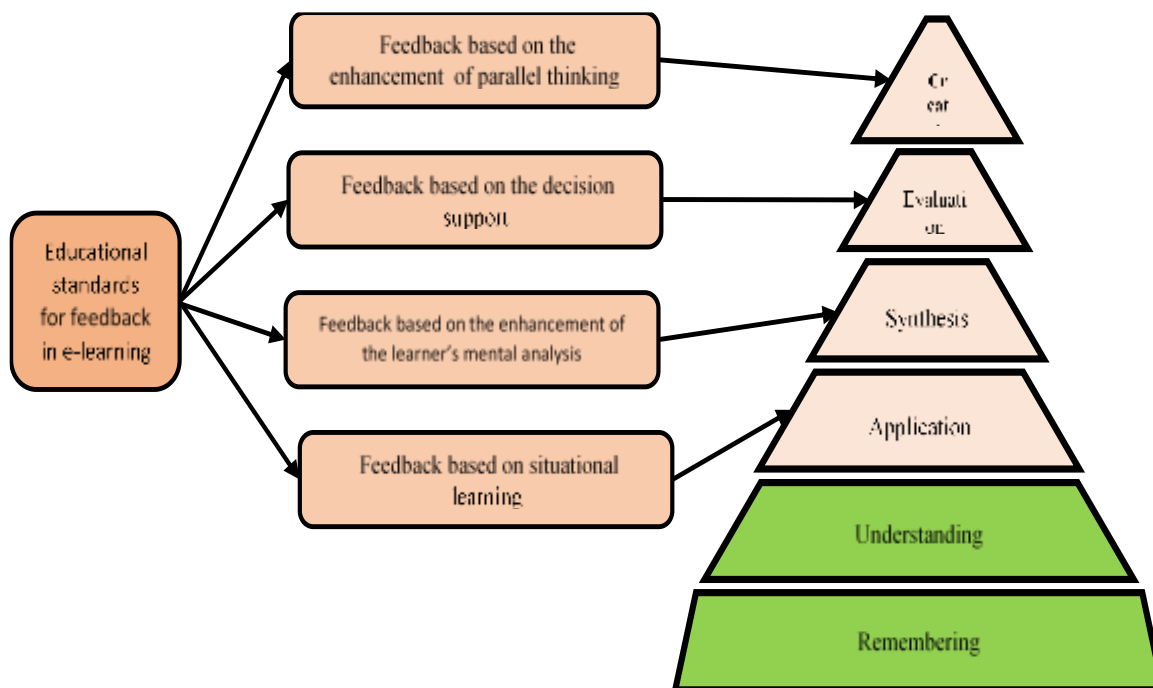 Feedback based on the
enhancement of parallel thinking
Feedback based on the decision
support
Feedback based on the enhancement of
the learner's mental analysis
Feedback based on situational
learning
Educational
standards
for feedback
in e-learning
Cr
eat
Evaluati
on
Synthesis
Application
Understanding
Remembering